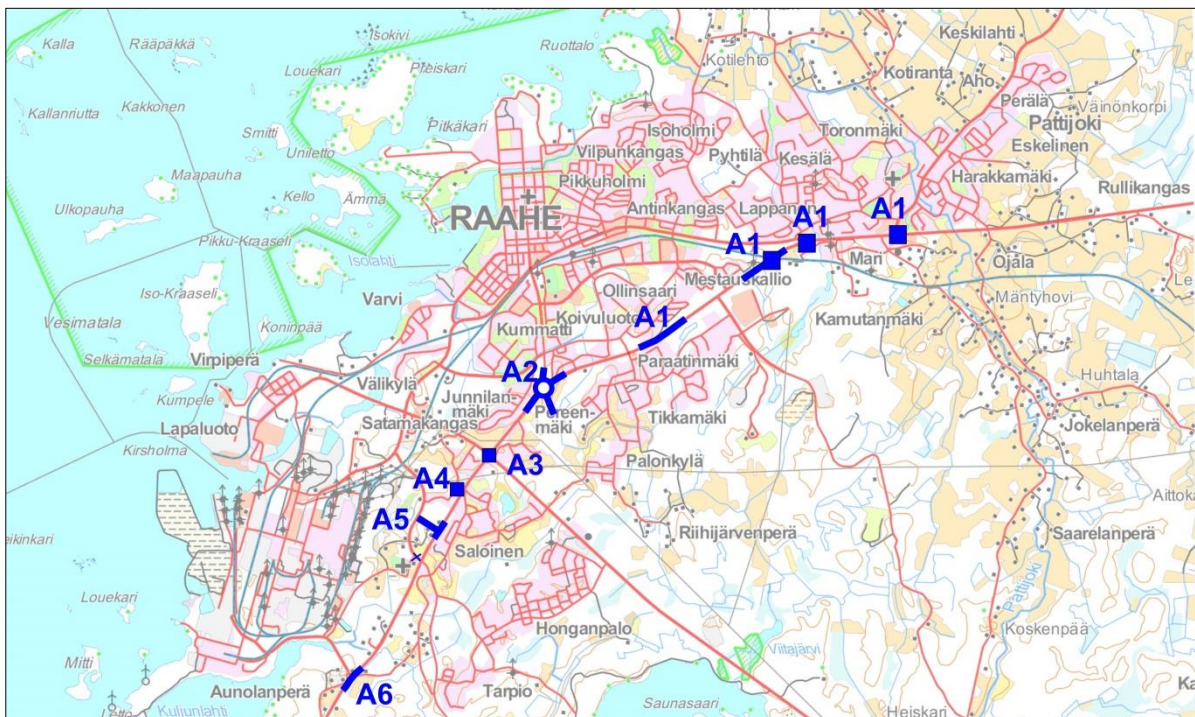 Kalla
Rääpäkkä
Isokivi
Ruottalo
Keskilahti
Louekari
Pleiskari
Kotilehto
Kotiranta
Aho
Kallanriutta
Kakkonen
Perälä
Väinönkorpi
Smitti
Pitkäkari
Isoholmi
Toronmäki
Pattijoki
Uniletto
Vilpunkangas
Pyhtilä
Kesälä
Eskelinen
Maapauha
Pikkuholmi
Harakkamäki
Rullikangas
Kello
Ämmä
Ulkopauha
RAAHE
Antinkangas
A1
A1
A1
Pikku-Kraaseli
Isolahti
Mari
Ojala
Iso-Kraaseli
Ollinsaari
Mestauskallio
Varvi
Mäntyhovi
Vesimatala
Koninpää
Koivuluoto
A1
Kamutanmäki
Kummatti
Selkämatala
Virpiperä
Paraatinmäki
A2
Välikylä
Huhtala
Kumpele
Junnilan-
mäki
Pureen-
mäki
Satamakangas
Tikkamäki
Jokelanperä
Lapaluoto
Kirsholma
A3
Palonkylä
A4
Aittoka
A5
Riihijärvenperä
Saarelanperä
eikinkari
Saloinen
Pattijoki
Louekari
Honganpalo
Koskenpää
Viitajärvi
Mitti
Aunolanperä
A6
Tarpio
Saunasaari
Kuljunlahti
Heiskari
Ka